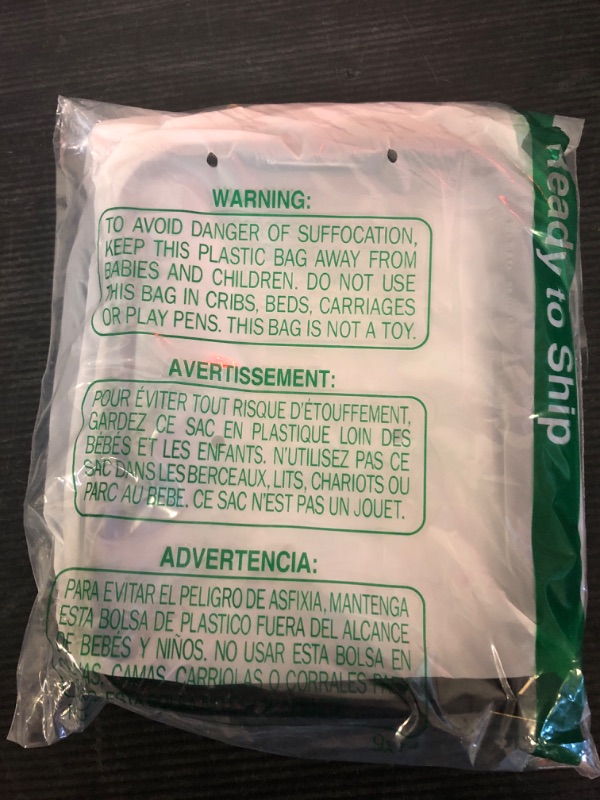 WARNING:
TO AVOID DANGER OF SUFFOCATION,
KEEP THIS PLASTIC BAG AWAY FROM
BABIES AND CHILDREN. DO NOT USE
THIS BAG IN CRIBS, BEDS, CARRIAGES
OR PLAY PENS. THIS BAG IS NOT A TOY.
AVERTISSEMENT:
POUR ÉVITER TOUT RISQUE D'ÉTOUFFEMENT,
GARDEZ CE SAC EN PLASTIQUE LOIN DES
BÉBÉS ET LES ENFANTS. N'UTILISEZ PAS CE
SAC DANS LES BERCEAUX, LITS, CHARIOTS OU
PARC AU BEBE. CE SAC N'EST PAS UN JOUET.
ADVERTENCIA:
PARA EVITAR EL PELIGRO DE ASFIXIA, MANTENGA
ESTA BOLSA DE PLASTICO FUERA DEL ALCANCE
DE BEBÉS Y NIÑOS. NO USAR ESTA BOLSA EN
CAMAS, CARRIOLAS O CORRALES
ESTA
Ready to Ship